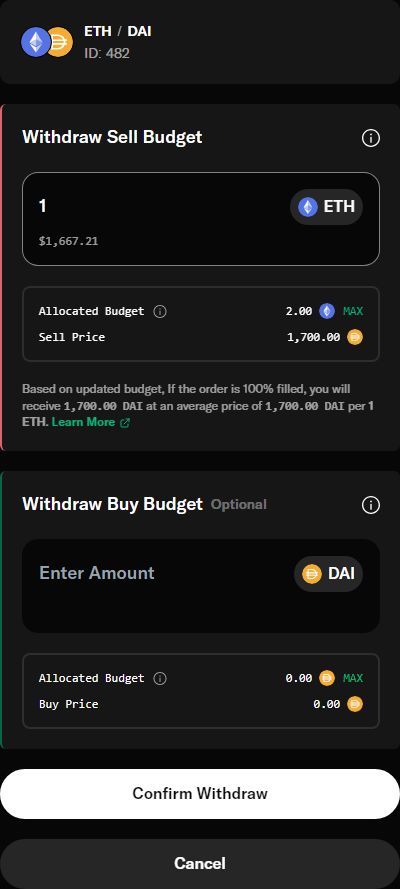 ETH / DAI
ID: 482
Withdraw Sell Budget
1
ETH
$1,667.21
Allocated Budget
2.00 MAX
Sell Price
1,700.00
Based on updated budget, If the order is 100% filled, you will
receive 1,700.00 DAI at an average price of 1,700.00 DAI per 1
ETH. Learn More
Withdraw Buy Budget Optional
Enter Amount
DAI
Allocated Budget
0.00 MAX
Buy Price
0.00
Confirm Withdraw
Cancel